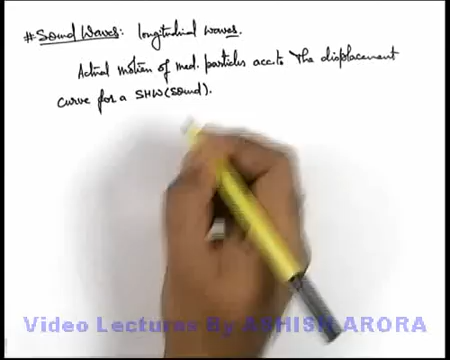 # Sound Waves: longitudinal waves.
Actual motion of med. particles acc. to The displacement
curve for a SHW(sound).
Video Lectures By ASHISH ARORA